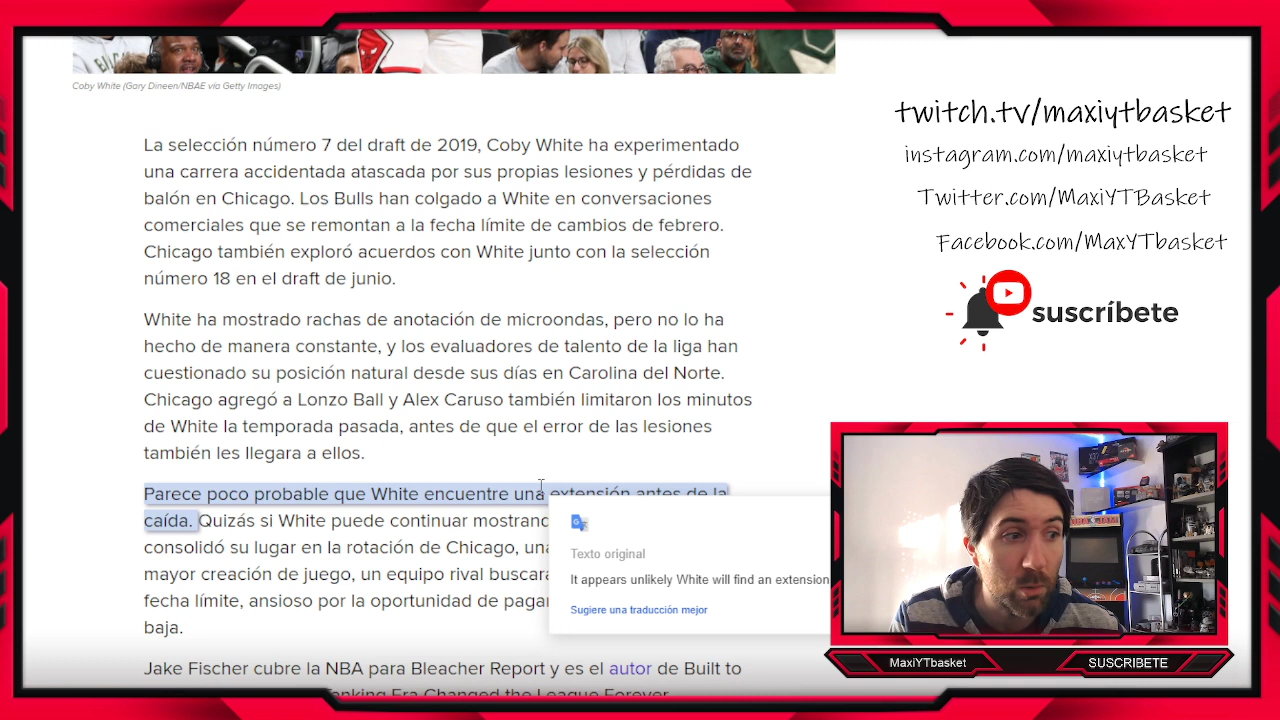 Coby White (Gary Dineen/NBAE via Getty Images)
La selección número 7 del draft de 2019, Coby White ha experimentado
una carrera accidentada atascada por sus propias lesiones y pérdidas de
balón en Chicago. Los Bulls han colgado a White en conversaciones
comerciales que se remontan a la fecha límite de cambios de febrero.
Chicago también exploró acuerdos con White junto con la selección
número 18 en el draft de junio.
White ha mostrado rachas de anotación de microondas, pero no lo ha
hecho de manera constante, y los evaluadores de talento de la liga han
cuestionado su posición natural desde sus días en Carolina del Norte.
Chicago agregó a Lonzo Ball y Alex Caruso también limitaron los minutos
de White la temporada pasada, antes de que el error de las lesiones
también les llegara a ellos.
Parece poco probable que White encuentre una extensión antes de la
caída. Quizás si White puede continuar mostrand
consolidó su lugar en la rotación de Chicago, una
mayor creación de juego, un equipo rival buscará
fecha límite, ansioso por la oportunidad de pagar
baja.
Jake Fischer cubre la NBA para Bleacher Report y es el autor de Built to
Tanking Era Changed the League Forever
Texto original
It appears unlikely White will find an extension
Sugiere una traducción mejor
twitch.tv/maxiytbasket
instagram.com/maxiytbasket
Twitter.com/MaxiYTBasket
Facebook.com/MaxYTbasket
suscríbete
MaxiYTbasket
SUSCRIBETE